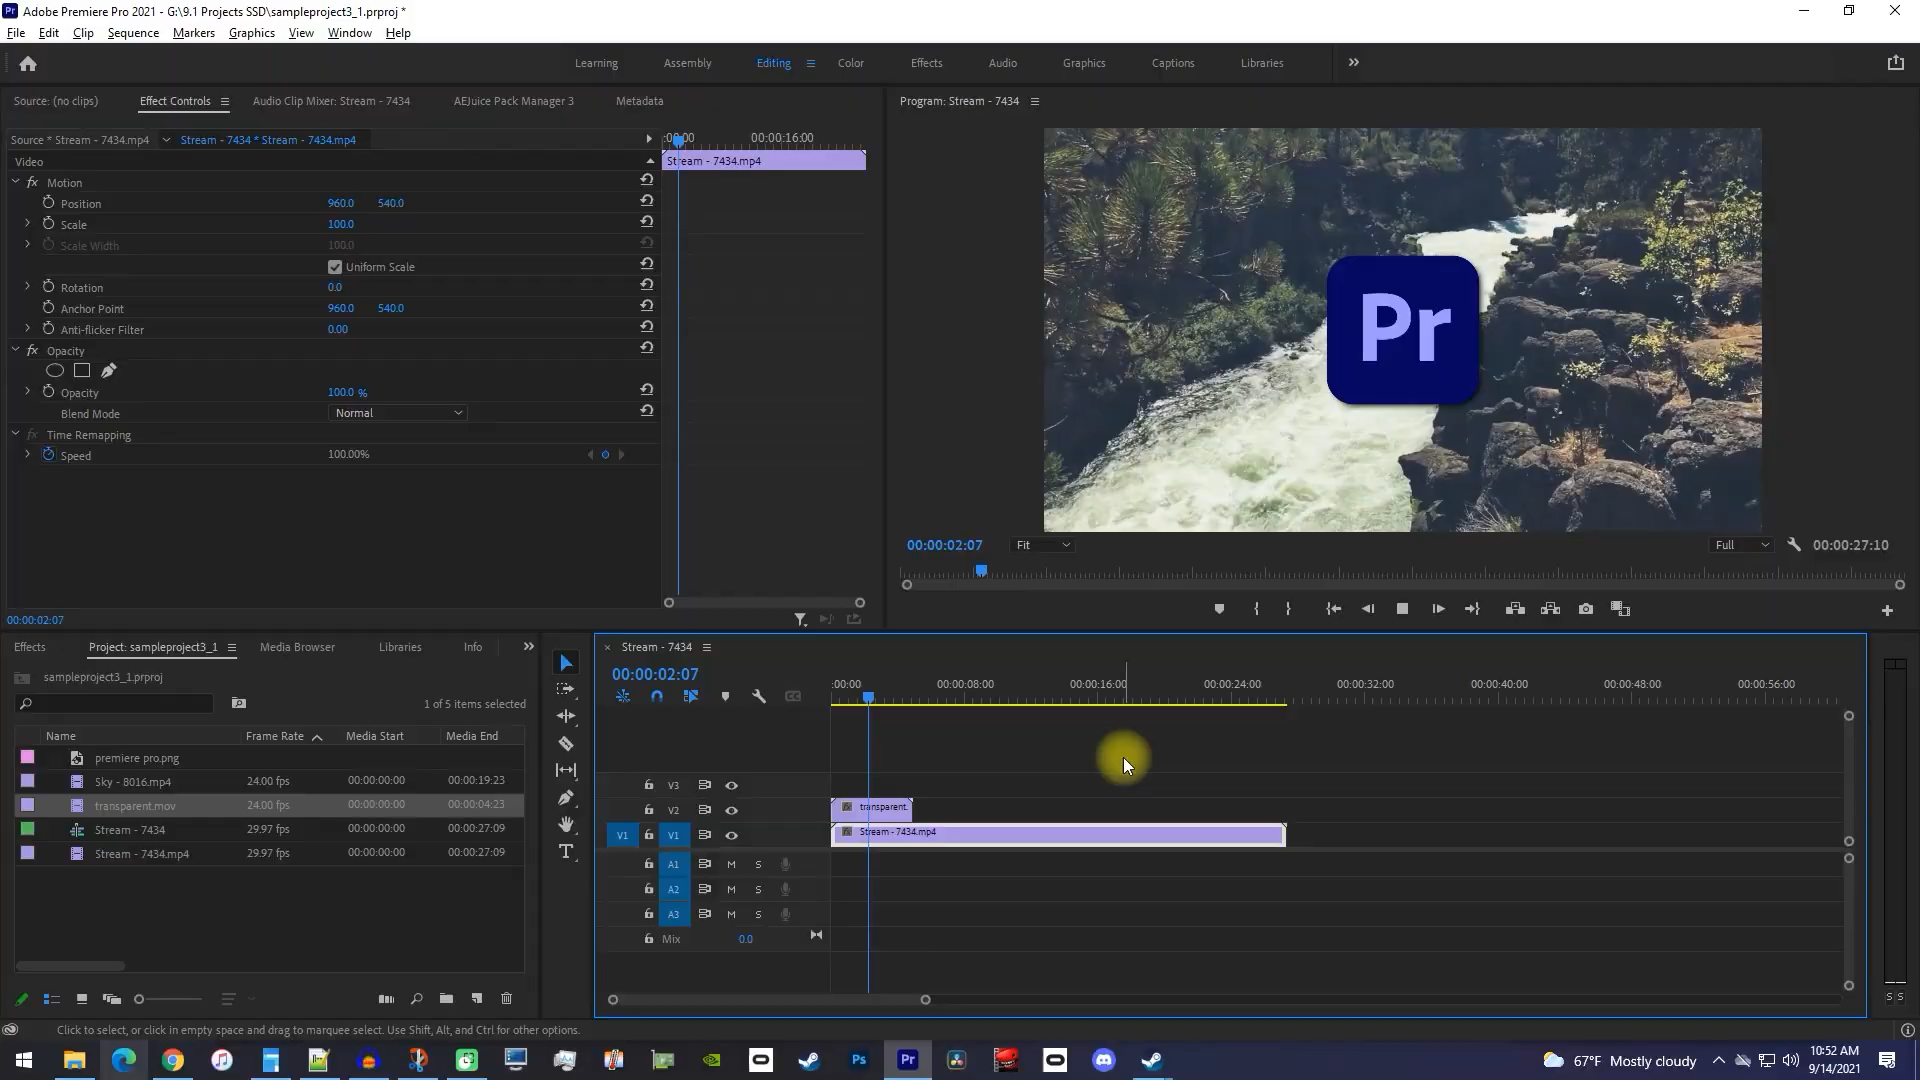 Pr Adobe Premiere Pro 2021 - G:\9.1 Projects SSD\sampleproject3_1.prproj *
File Edit Clip Sequence Markers Graphics View Window Help
Learning Assembly Editing Color Effects Audio Graphics Captions Libraries
Source: (no clips) Effect Controls Audio Clip Mixer: Stream - 7434 AEJuice Pack Manager 3 Metadata
Program: Stream - 7434
Source * Stream - 7434.mp4 Stream - 7434 * Stream - 7434.mp4
:00:00 00:00:16:00
Video
Stream - 7434.mp4
fx Motion
Position 960.0 540.0
Scale 100.0
Scale Width 100.0
Uniform Scale
Rotation 0.0
Anchor Point 960.0 540.0
Anti-flicker Filter 0.00
fx Opacity
Opacity 100.0 %
Blend Mode Normal
fx Time Remapping
Speed 100.00%
Pr
00:00:02:07 Fit Full 00:00:27:10
00:00:02:07
Effects Project: sampleproject3_1 Media Browser Libraries Info
sampleproject3_1.prproj
1 of 5 items selected
Name Frame Rate Media Start Media End
premiere pro.png
Sky - 8016.mp4 24.00 fps 00:00:00:00 00:00:19:23
transparent.mov 24.00 fps 00:00:00:00 00:00:04:23
Stream - 7434 29.97 fps 00:00:00:00 00:00:27:09
Stream - 7434.mp4 29.97 fps 00:00:00:00 00:00:27:09
T
Stream - 7434
00:00:02:07
:00:00 00:00:08:00 00:00:16:00 00:00:24:00 00:00:32:00 00:00:40:00 00:00:48:00 00:00:56:00
V3
V2 transparent.
V1 V1 Stream - 7434.mp4
A1 M S
A2 M S
A3 M S
Mix 0.0
S S
Click to select, or click in empty space and drag to marquee select. Use Shift, Alt, and Ctrl for other options.
Ps Pr
67°F Mostly cloudy
10:52 AM
9/14/2021